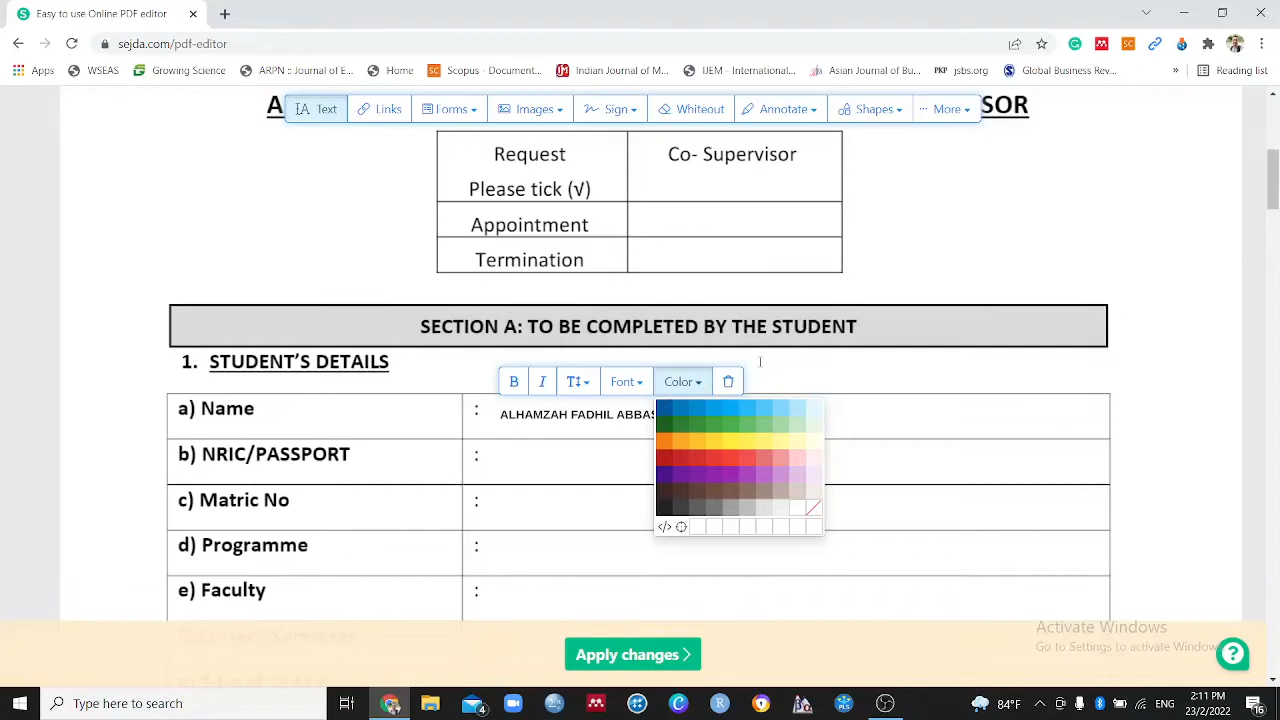 Easy to use Online PDF editor
sejda.com/pdf-editor
Apps
WSEAS
Growing Science
ARPN Journal of E...
Home
Scopus - Document...
Indian Journal of M...
IJEM - International...
Asian Journal of Bu...
jsbs.org
Global Business Rev...
»
Reading list
A
SOR
Text
Links
Forms
Images
Sign
Whiteout
Annotate
Shapes
More
Request
Co- Supervisor
Please tick (√)
Appointment
Termination
SECTION A: TO BE COMPLETED BY THE STUDENT
1. STUDENT'S DETAILS
B I T Font Color
a) Name : ALHAMZAH FADHIL ABBAS
b) NRIC/PASSPORT :
c) Matric No :
d) Programme :
e) Faculty :
Apply changes
Activate Windows
Go to Settings to activate Window
Type here to search
84°F
2:11 PM
23/2/2022